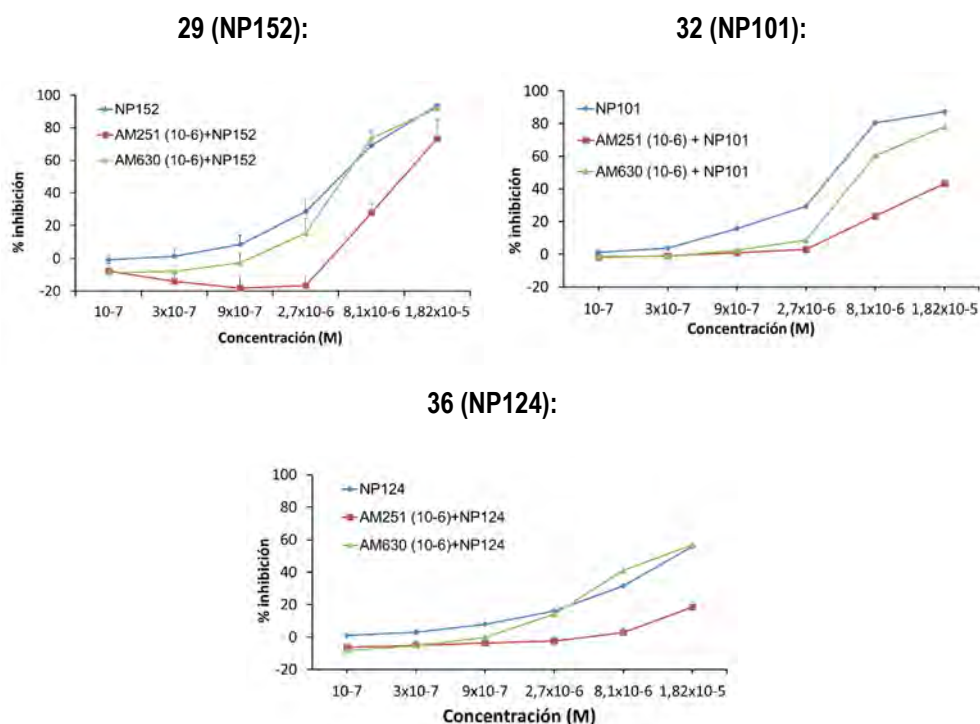 29 (NP152):
32 (NP101):
% inhibición
100
80
60
40
20
0
-20
NP152
AM251 (10-6)+NP152
AM630 (10-6)+NP152
10-7 3x10-7 9x10-7 2,7x10-6 8,1x10-6 1,82x10-5
Concentración (M)
% inhibición
100
80
60
40
20
0
-20
NP101
AM251 (10-6) + NP101
AM630 (10-6) + NP101
10-7 3x10-7 9x10-7 2,7x10-6 8,1x10-6 1,82x10-5
Concentración (M)
36 (NP124):
% inhibición
100
80
60
40
20
0
-20
NP124
AM251 (10-6)+NP124
AM630 (10-6)+NP124
10-7 3x10-7 9x10-7 2,7x10-6 8,1x10-6 1,82x10-5
Concentración (M)